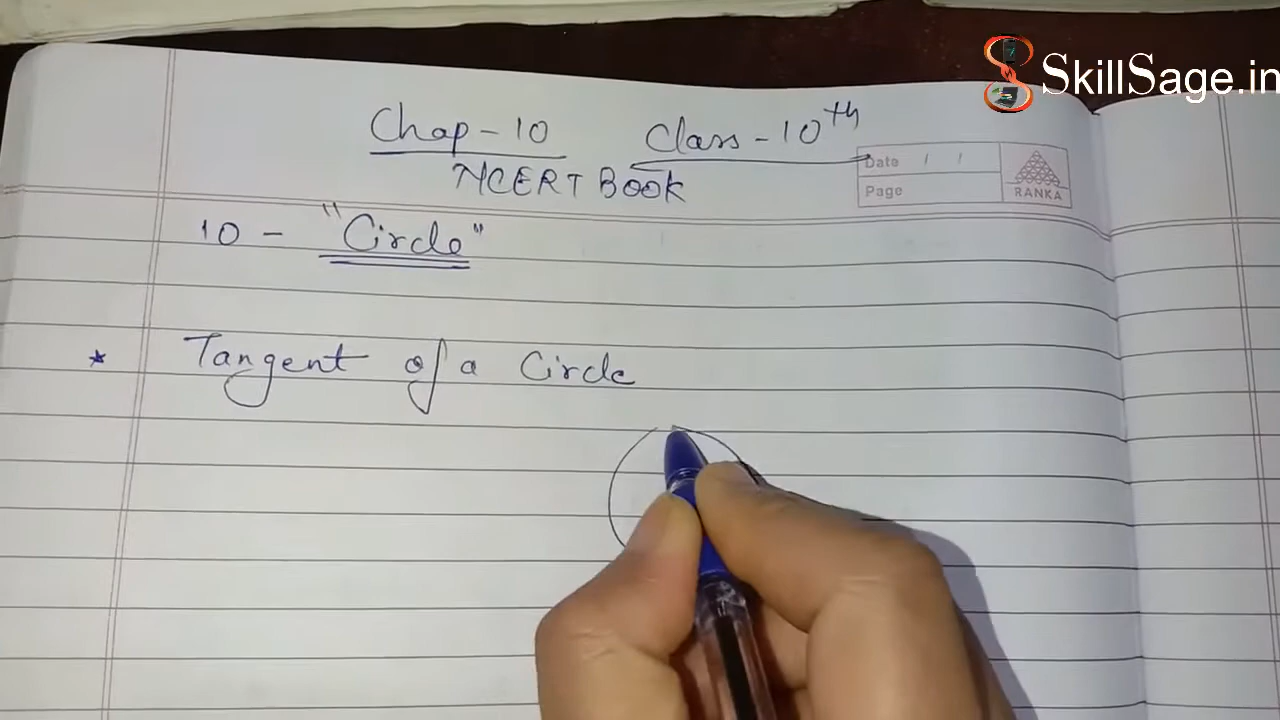 SkillSage.in
Chap-10 Class-10th
NCERT Book
Date / /
Page
RANKA
10 - "Circle"
* Tangent of a Circle